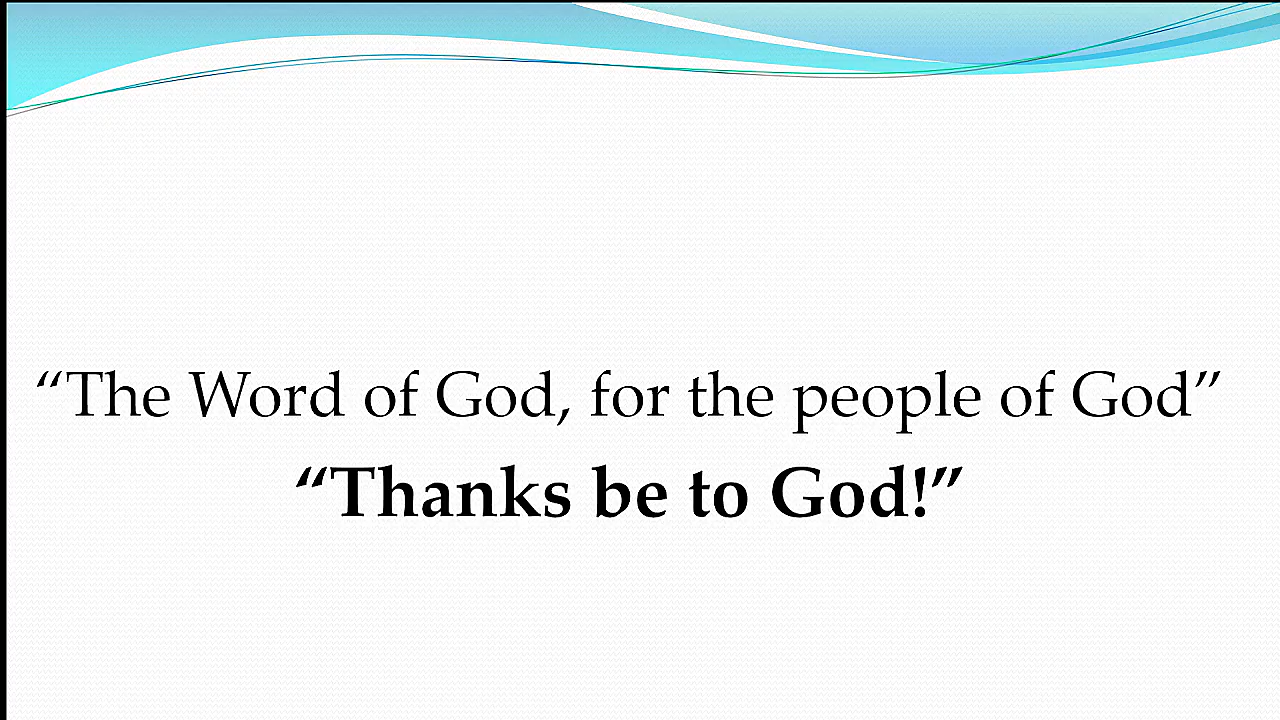 “The Word of God, for the people of God”
“Thanks be to God!”